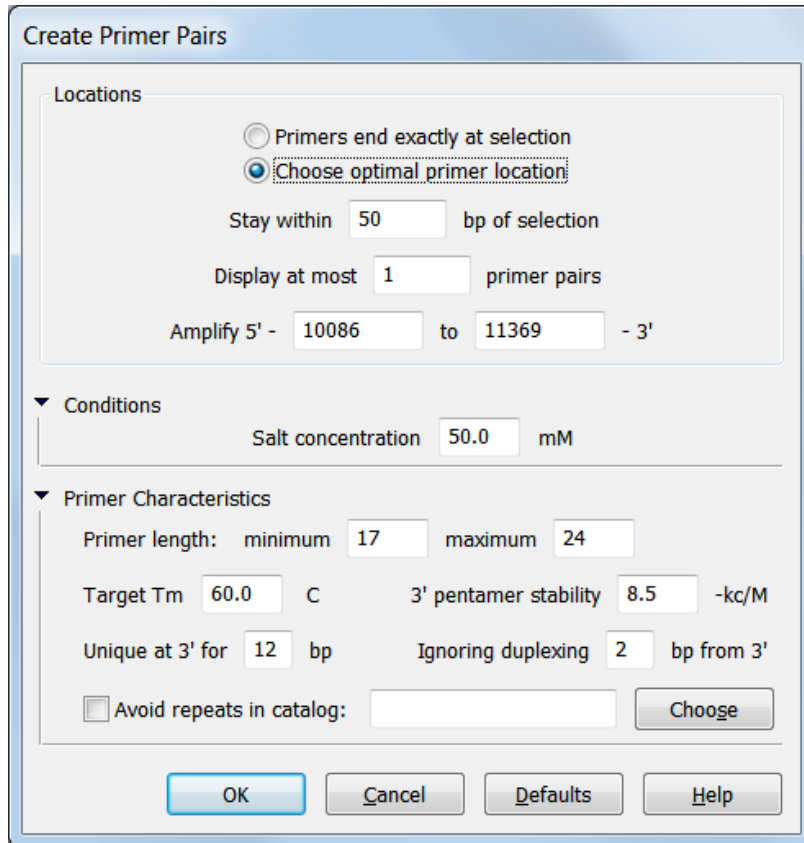 Create Primer Pairs
Locations
Primers end exactly at selection
Choose optimal primer location
Stay within 50 bp of selection
Display at most 1 primer pairs
Amplify 5' - 10086 to 11369 - 3'
Conditions
Salt concentration 50.0 mM
Primer Characteristics
Primer length: minimum 17 maximum 24
Target Tm 60.0 C 3' pentamer stability 8.5 -kc/M
Unique at 3' for 12 bp Ignoring duplexing 2 bp from 3'
Avoid repeats in catalog: Choose
OK Cancel Defaults Help